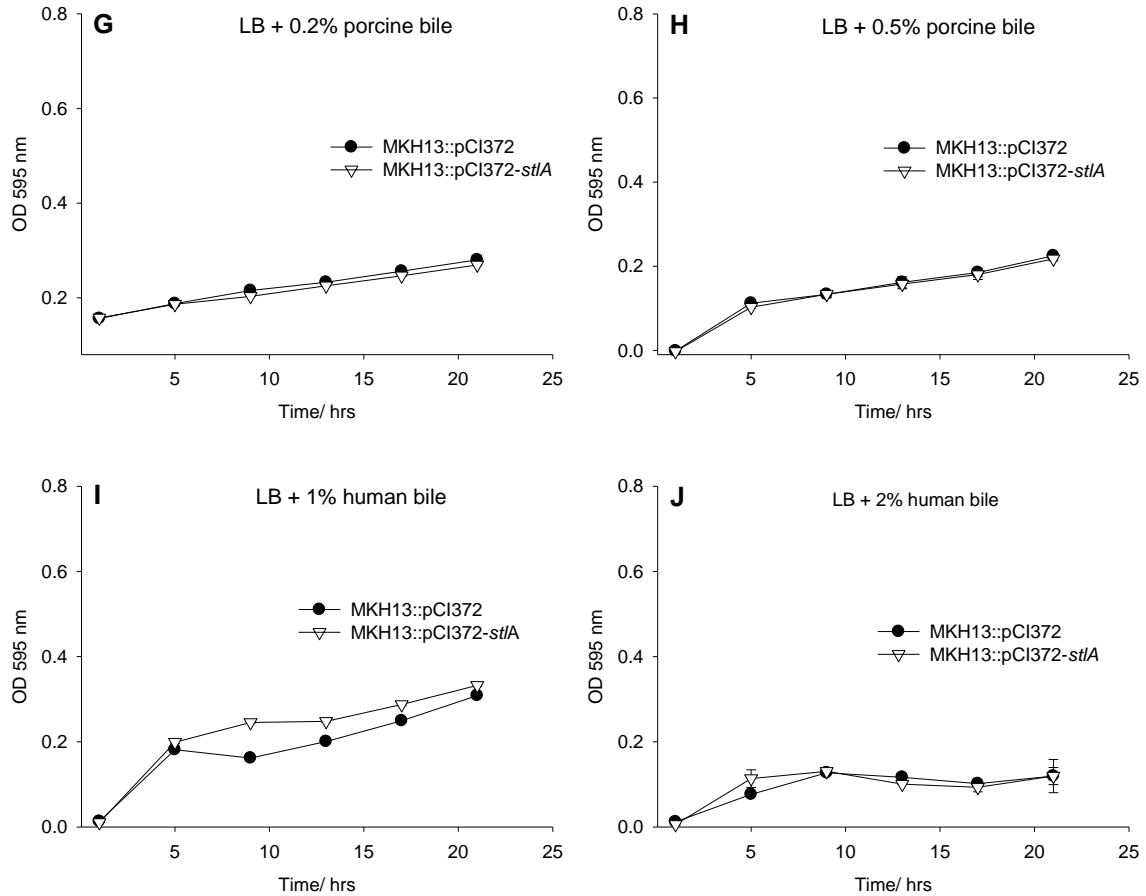 G
LB + 0.2% porcine bile
0.8
0.6
0.4
0.2
OD 595 nm
MKH13::pCI372
MKH13::pCI372-stlA
5 10 15 20 25
Time/ hrs
H
LB + 0.5% porcine bile
0.8
0.6
0.4
0.2
0.0
OD 595 nm
MKH13::pCI372
MKH13::pCI372-stlA
5 10 15 20 25
Time/ hrs
I
LB + 1% human bile
0.8
0.6
0.4
0.2
0.0
OD 595 nm
MKH13::pCI372
MKH13::pCI372-stlA
5 10 15 20 25
Time/ hrs
J
LB + 2% human bile
0.8
0.6
0.4
0.2
0.0
OD 595 nm
MKH13::pCI372
MKH13::pCI372-stlA
5 10 15 20 25
Time/ hrs